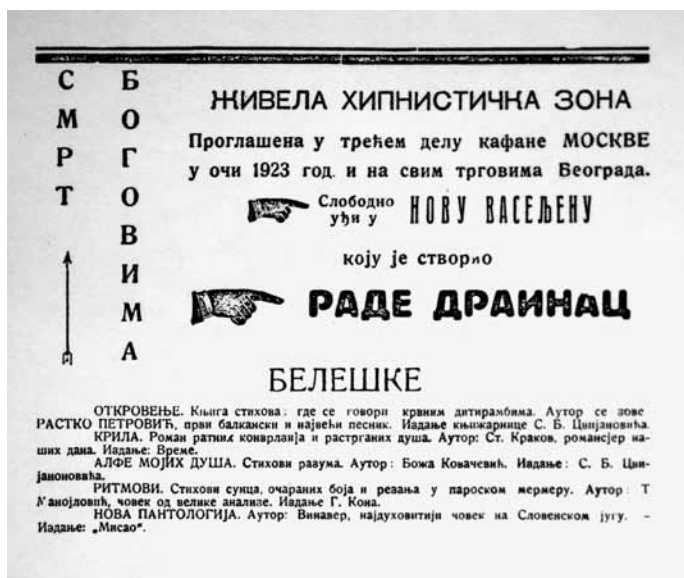 СМРТ
БОГОВИМА
ЖИВЕЛА ХИПНИСТИЧКА ЗОНА
Проглашена у трећем делу кафане МОСКВЕ
у очи 1923 год. и на свим трговима Београда.
Слободно
уђи у НОВУ ВАСЕЉЕНУ
коју је створио
РАДЕ ДРАИНАЦ
БЕЛЕШКЕ
ОТКРОВЕЊЕ. Књига стихова: где се говори крвним дитирамбима. Аутор се зове
РАСТКО ПЕТРОВИЋ, први балкански и највећи песник. Издање књижарнице С. Б. Цвијановића.
КРИЛА. Роман ратних конврзанја и растрганих душа. Аутор: Ст. Краков, романсјер на-
ших дана. Издање: Време.
АЛФЕ МОЈИХ ДУША. Стихови разума. Аутор: Божа Ковачевић. Издање: С. Б. Цви-
јаноновића.
РИТМОВИ. Стихови сунца, очараних боја и резања у пароском мермеру. Аутор: Т
Манојловић, човек од велике анализе. Издање Г. Кона.
НОВА ПАНТОЛОГИЈА. Аутор: Винавер, најдуховитији човек на Словенском југу. –
Издање: „Мисао".